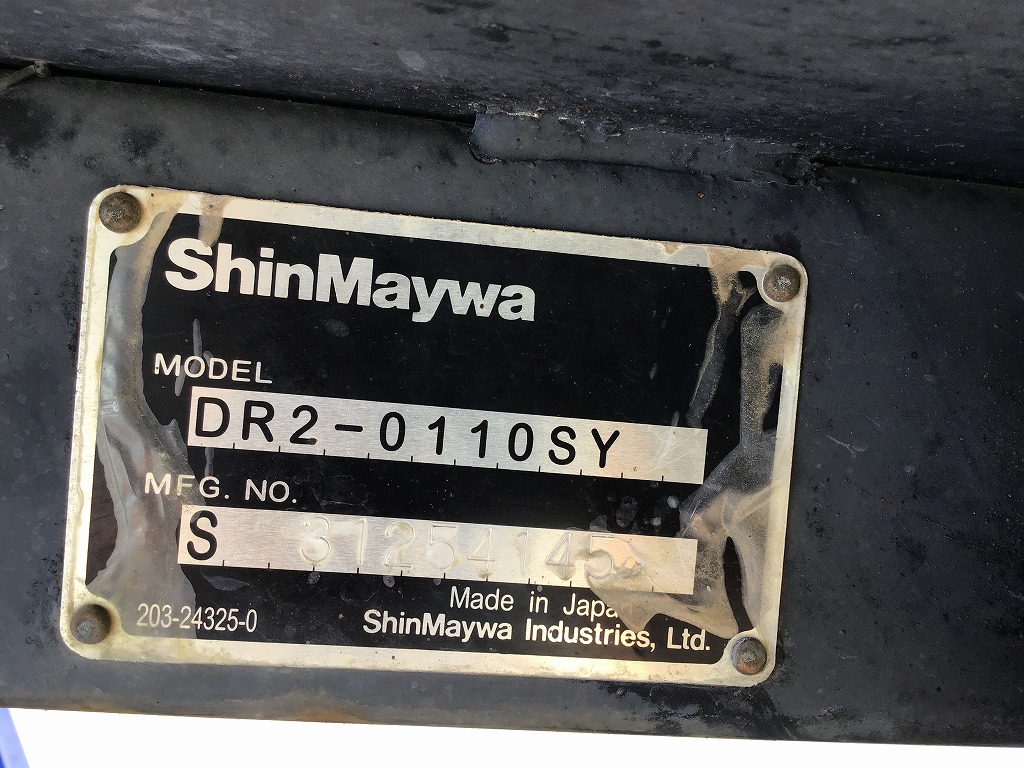 ShinMaywa
MODEL
DR2-0110SY
MFG. NO.
S 31254145
Made in Japan
203-24325-0
ShinMaywa Industries, Ltd.